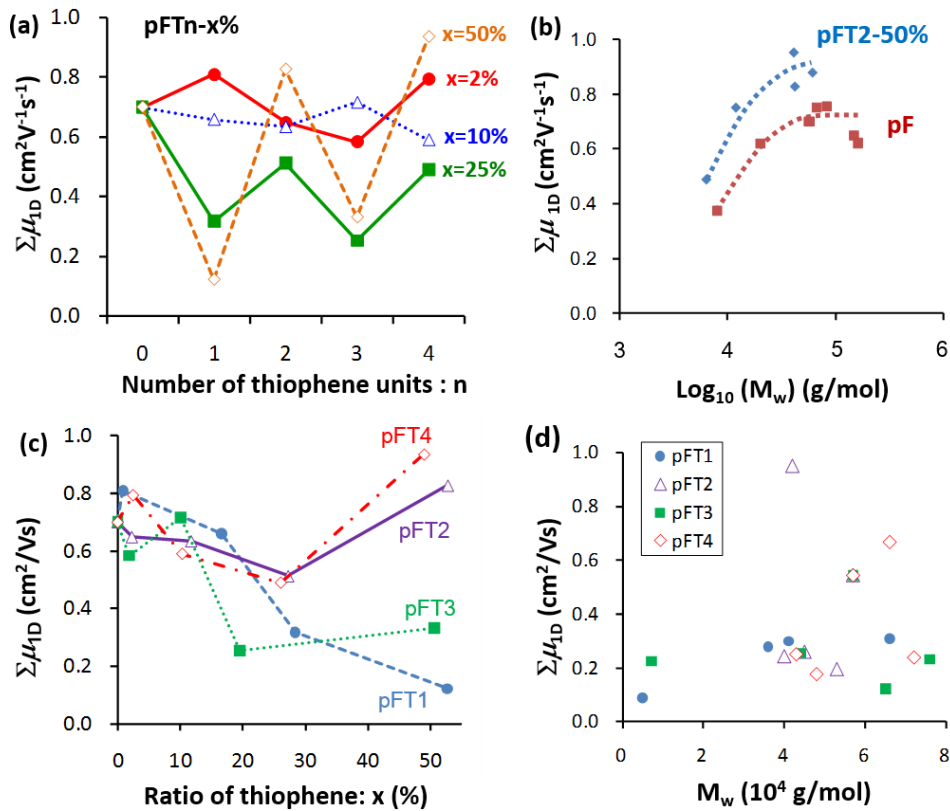 (a)
pFTn-x%
x=50%
x=2%
x=10%
x=25%
Σμ1D (cm²V⁻¹s⁻¹)
1.0
0.8
0.6
0.4
0.2
0.0
0 1 2 3 4
Number of thiophene units : n
(b)
pFT2-50%
pF
Σμ 1D (cm²V⁻¹s⁻¹)
1.0
0.8
0.6
0.4
0.2
0.0
3 4 5 6
Log₁₀ (Mw) (g/mol)
(c)
pFT4
pFT2
pFT3
pFT1
Σμ1D (cm²/Vs)
1.0
0.8
0.6
0.4
0.2
0.0
0 10 20 30 40 50
Ratio of thiophene: x (%)
(d)
pFT1
pFT2
pFT3
pFT4
Σμ1D (cm²/Vs)
1.0
0.8
0.6
0.4
0.2
0.0
0 2 4 6 8
Mw (10⁴ g/mol)